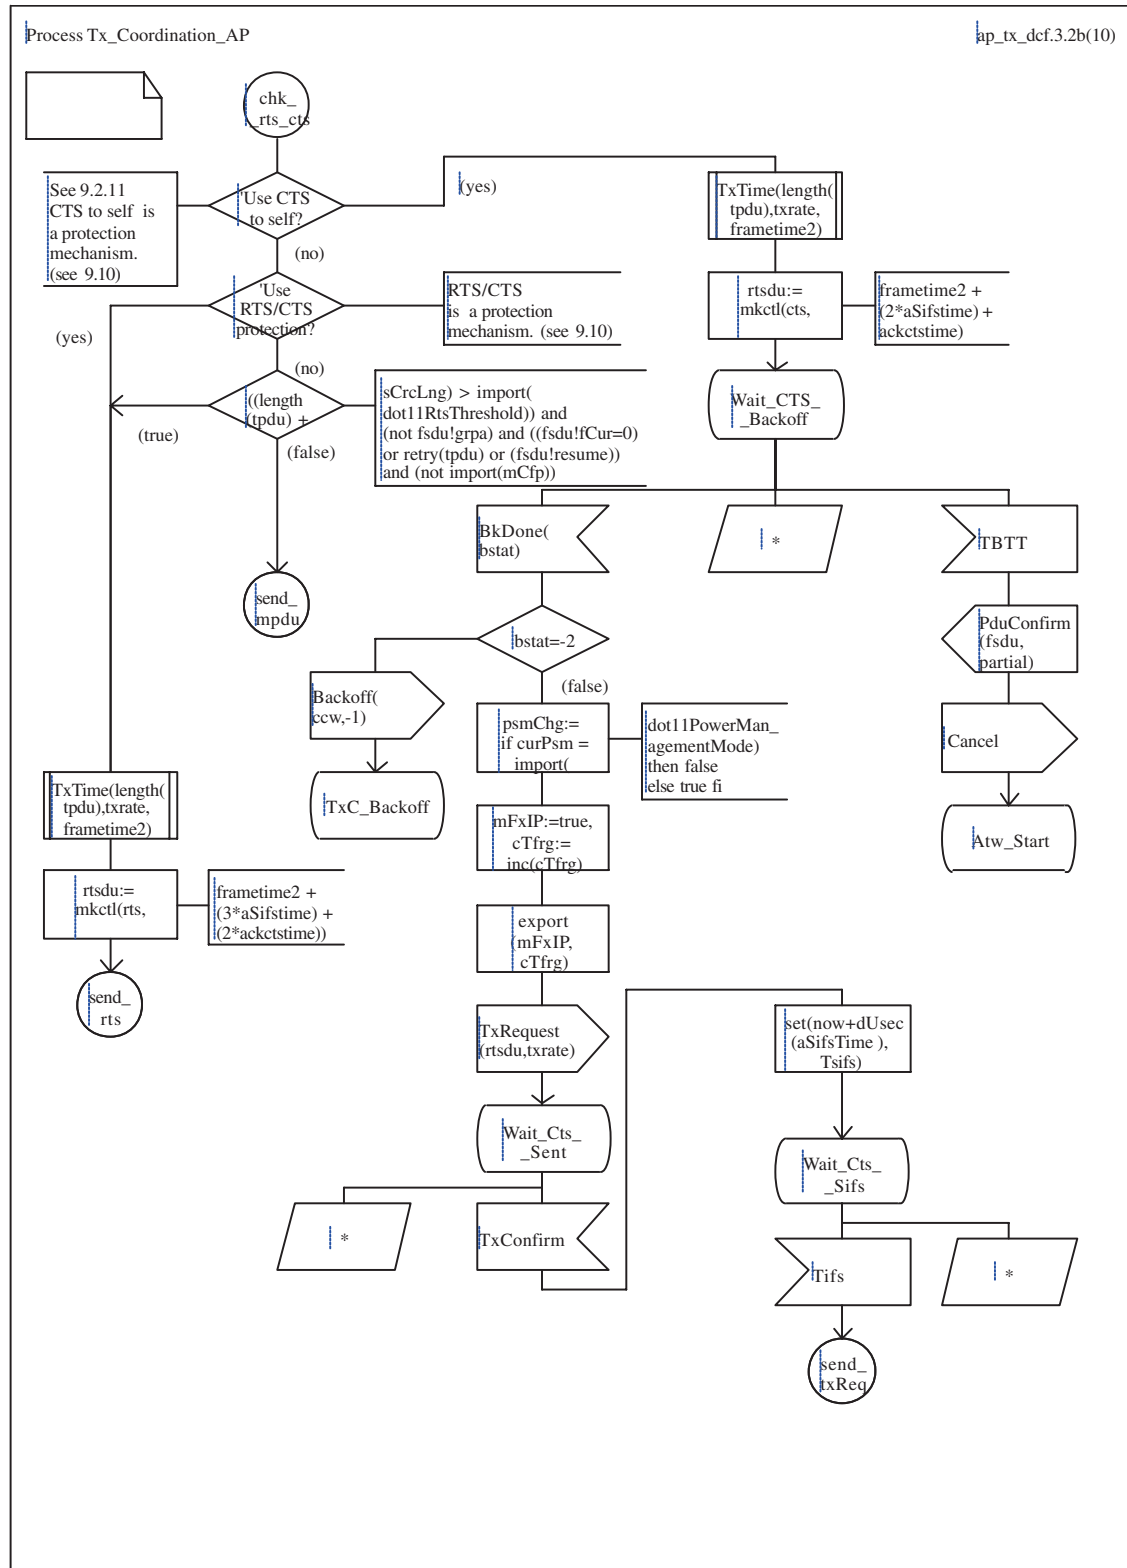 Process Tx_Coordination_AP
ap_tx_dcf.3.2b(10)
chk_
_rts_cts
See 9.2.11
CTS to self is
a protection
mechanism.
(see 9.10)
'Use CTS
to self?
(yes)
(no)
TxTime(length(
tpdu),txrate,
frametime2)
'Use
RTS/CTS
protection?
RTS/CTS
is a protection
mechanism. (see 9.10)
(yes)
(no)
rtsdu:=
mkctl(cts,
frametime2 +
(2*aSifstime) +
ackctstime)
((length
(tpdu) +
sCrcLng) > import(
dot11RtsThreshold)) and
(not fsdu!grpa) and ((fsdu!fCur=0)
or retry(tpdu) or (fsdu!resume))
and (not import(mCfp))
(true)
(false)
Wait_CTS_
_Backoff
BkDone(
bstat)
*
TBTT
send_
mpdu
bstat=-2
PduConfirm
(fsdu,
partial)
(false)
Backoff(
ccw,-1)
psmChg:=
if curPsm =
import(
dot11PowerMan_
agementMode)
then false
else true fi
Cancel
TxC_Backoff
TxTime(length(
tpdu),txrate,
frametime2)
mFxIP:=true,
cTfrg:=
inc(cTfrg)
Atw_Start
rtsdu:=
mkctl(rts,
frametime2 +
(3*aSifstime) +
(2*ackctstime))
export
(mFxIP,
cTfrg)
send_
rts
TxRequest
(rtsdu,txrate)
set(now+dUsec
(aSifsTime ),
Tsifs)
Wait_Cts_
_Sent
Wait_Cts_
_Sifs
*
TxConfirm
Tifs
*
send_
txReq